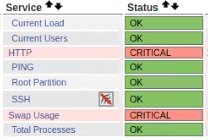 Service Status
Current Load OK
Current Users OK
HTTP CRITICAL
PING OK
Root Partition OK
SSH OK
Swap Usage CRITICAL
Total Processes OK